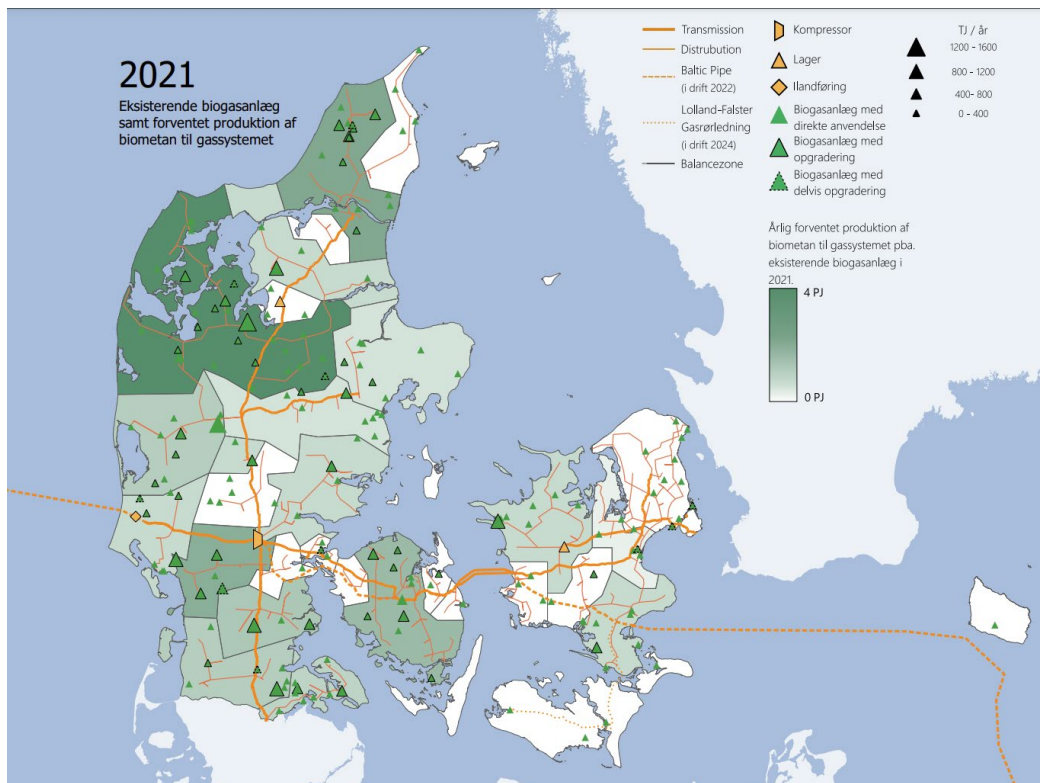 2021
Eksisterende biogasanlæg
samt forventet produktion af
biometan til gassystemet
Transmission
Distrubution
Baltic Pipe
(i drift 2022)
Lolland-Falster
Gasrørledning
(i drift 2024)
Balancezone
Kompressor
Lager
Ilandføring
Biogasanlæg med
direkte anvendelse
Biogasanlæg med
opgradering
Biogasanlæg med
delvis opgradering
TJ / år
1200 - 1600
800 - 1200
400- 800
0 - 400
Årlig forventet produktion af
biometan til gassystemet pba.
eksisterende biogasanlæg i
2021.
4 PJ
0 PJ